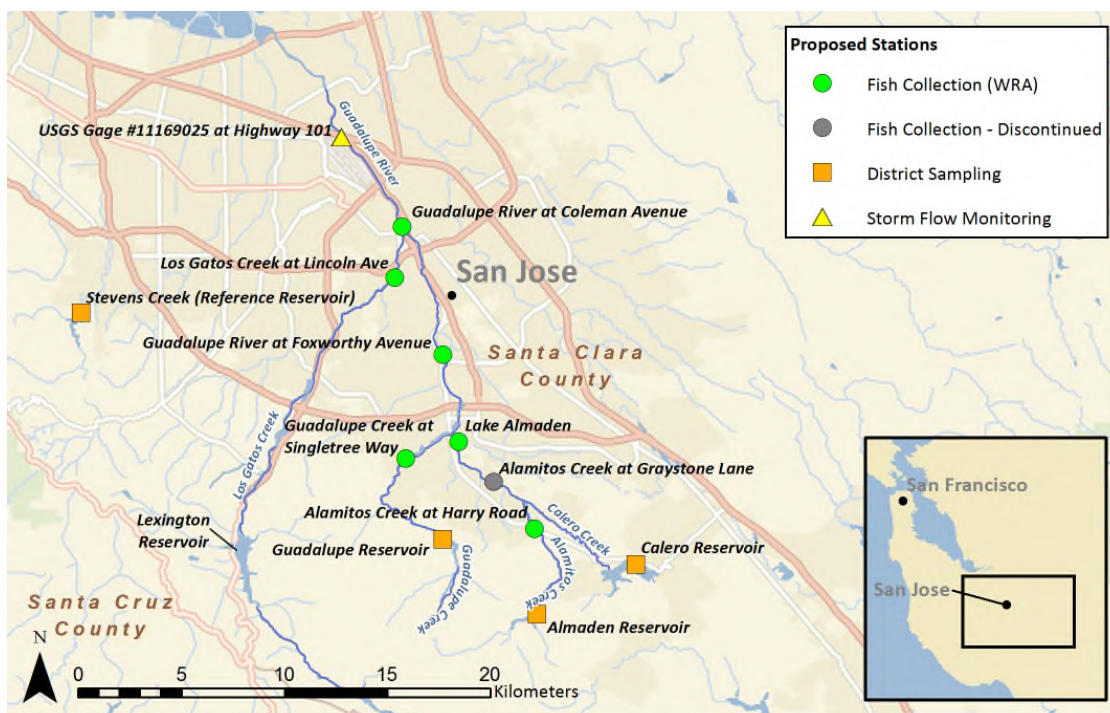 Proposed Stations
Fish Collection (WRA)
Fish Collection - Discontinued
District Sampling
Storm Flow Monitoring
USGS Gage #11169025 at Highway 101
Guadalupe River
Guadalupe River at Coleman Avenue
Los Gatos Creek at Lincoln Ave
San Jose
Stevens Creek (Reference Reservoir)
Guadalupe River at Foxworthy Avenue
Santa Clara
County
Guadalupe Creek at
Singletree Way
Lake Almaden
Los Gatos Creek
Alamitos Creek at Graystone Lane
Alamitos Creek at Harry Road
Calero Creek
Lexington
Reservoir
Guadalupe Reservoir
Calero Reservoir
Guadalupe Creek
Alamitos Creek
Almaden Reservoir
Santa Cruz
County
N
0 5 10 15 20
Kilometers
San Francisco
San Jose